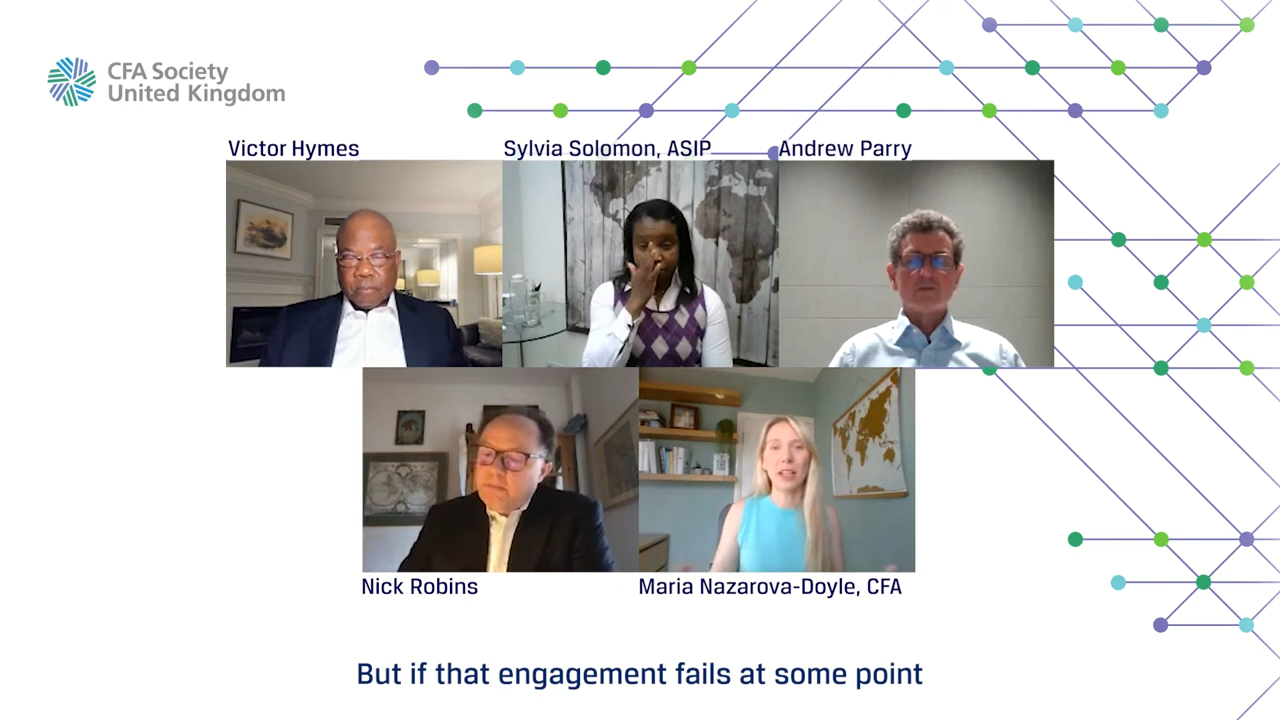 CFA Society
United Kingdom
Victor Hymes
Sylvia Solomon, ASIP
Andrew Parry
Nick Robins
Maria Nazarova-Doyle, CFA
But if that engagement fails at some point